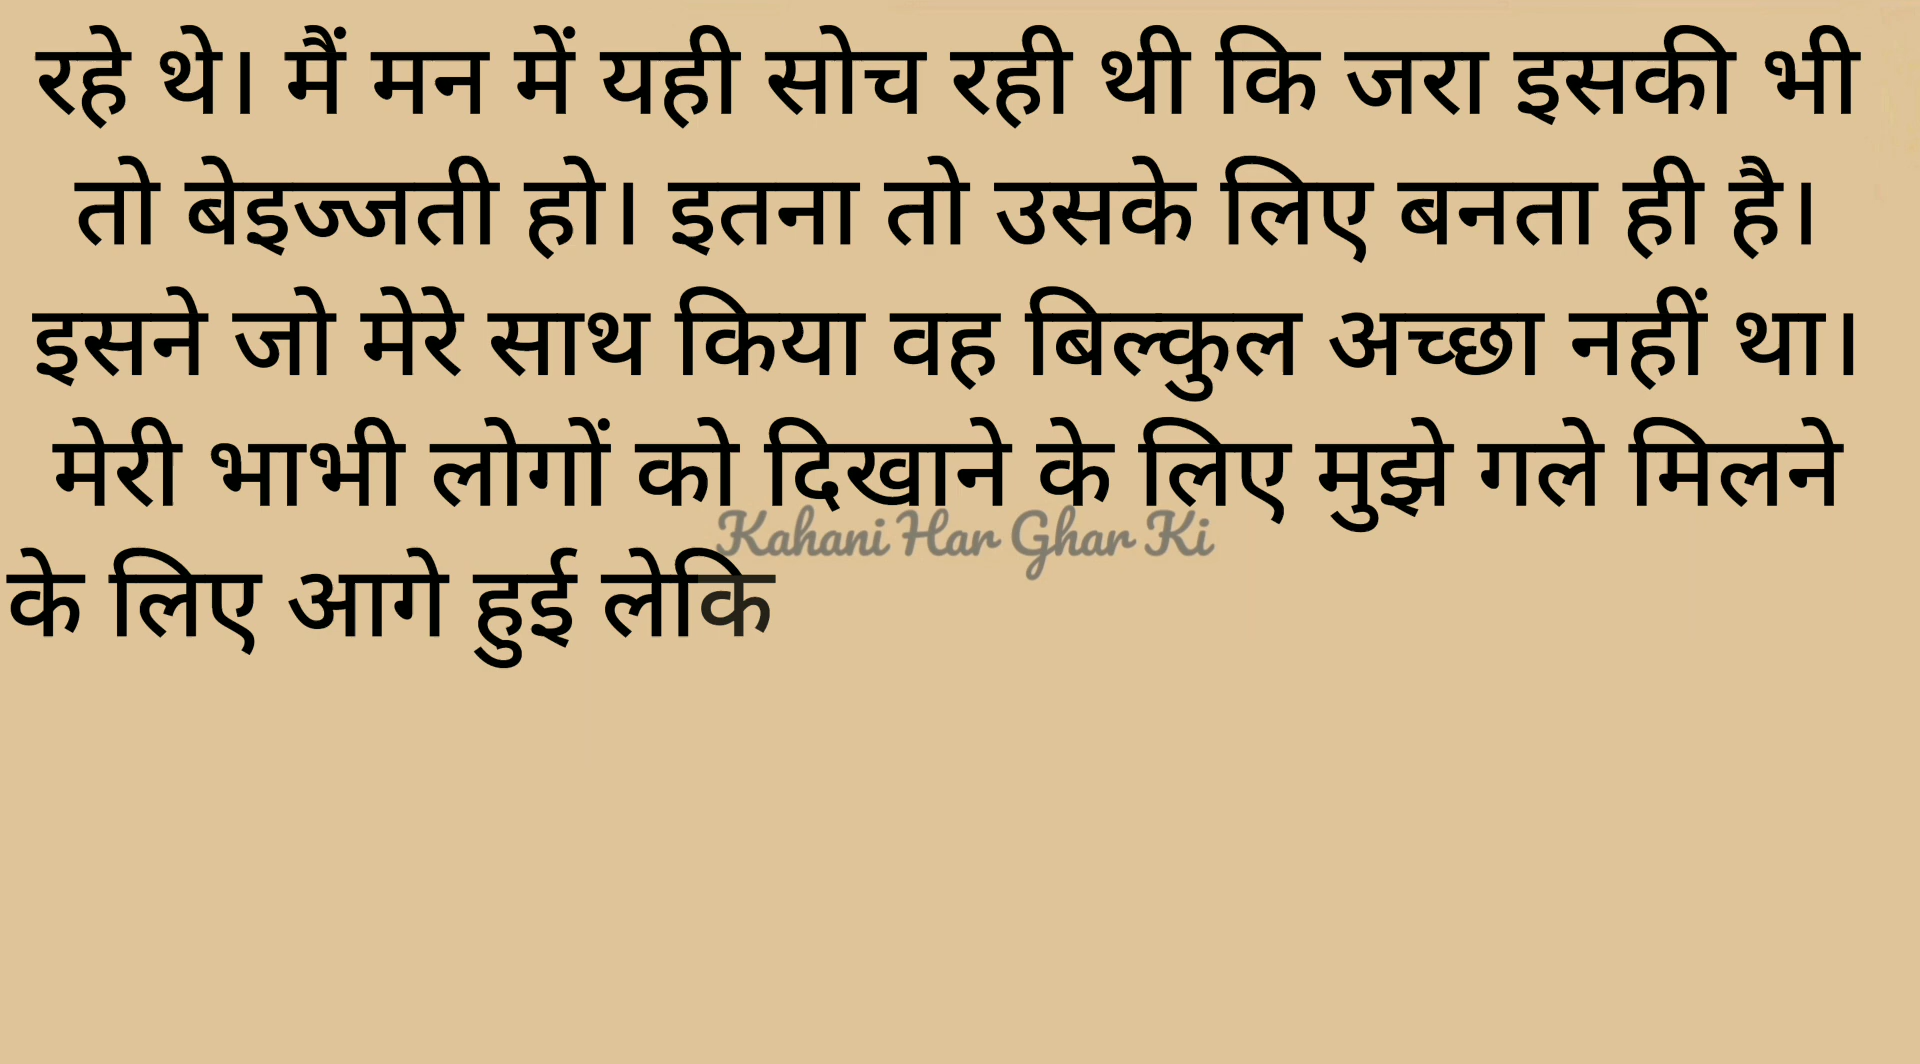 रहे थे। मैं मन में यही सोच रही थी कि जरा इसकी भी
तो बेइज्जती हो। इतना तो उसके लिए बनता ही है।
इसने जो मेरे साथ किया वह बिल्कुल अच्छा नहीं था।
मेरी भाभी लोगों को दिखाने के लिए मुझे गले मिलने
Kahani Har Ghar Ki
के लिए आगे हुई लेकि